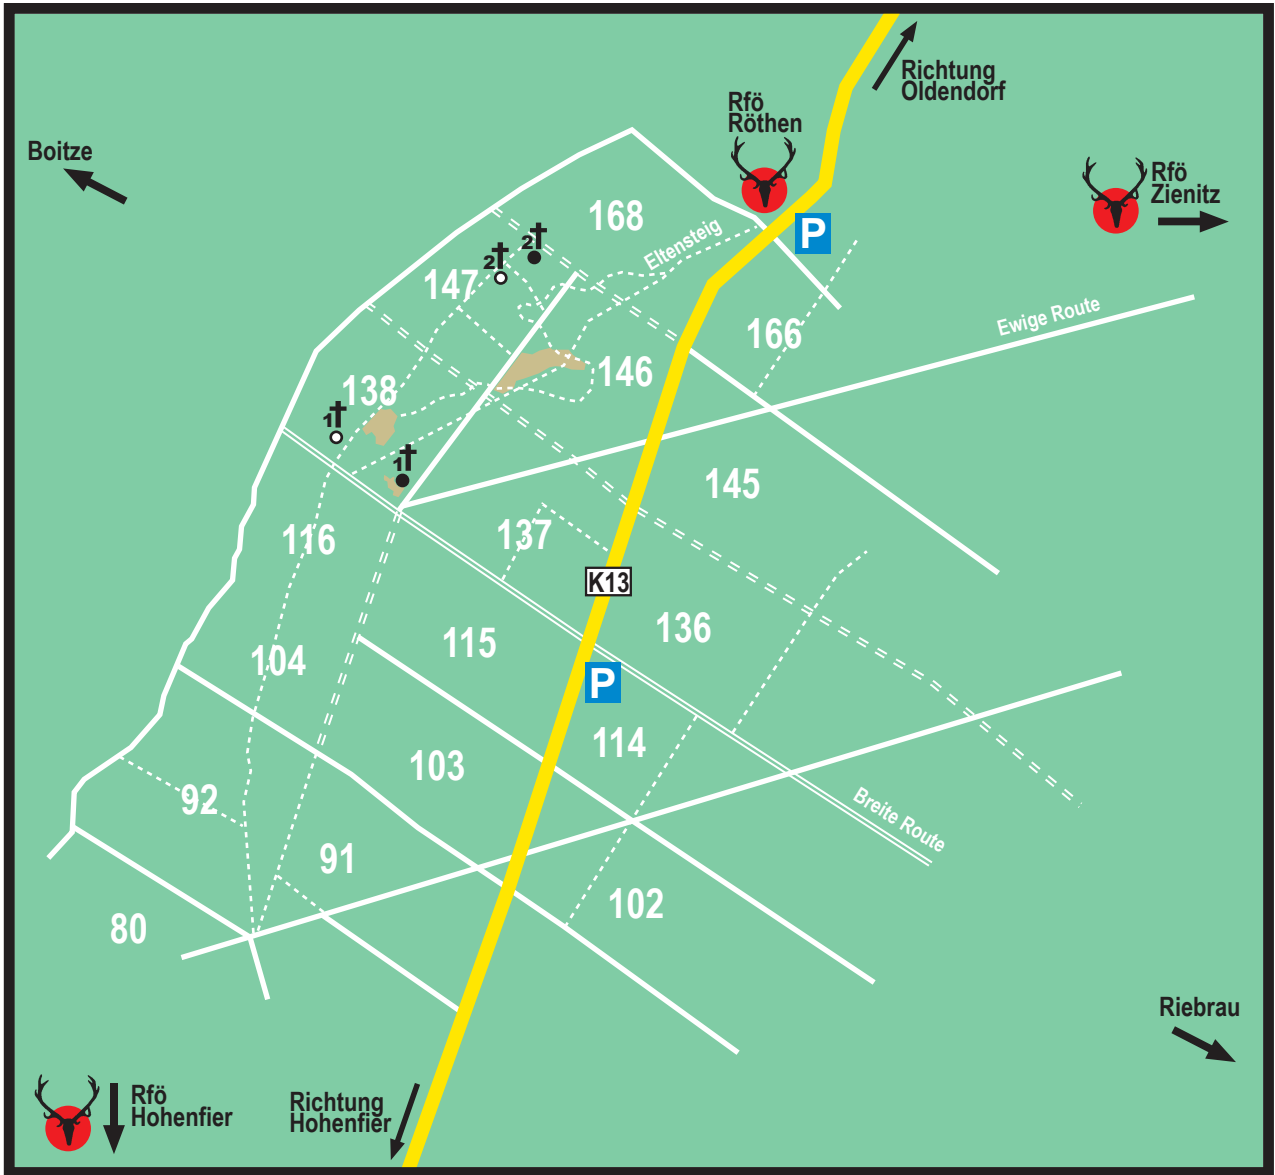 Richtung
Oldendorf
Rfö
Röthen
Boitze
Rfö
Zienitz
P
168
2
2
Eltensteig
147
Ewige Route
166
146
138
1
1
145
137
116
K13
136
115
104
P
114
103
92
Breite Route
91
102
80
Riebrau
Rfö
Hohenfier
Richtung
Hohenfier